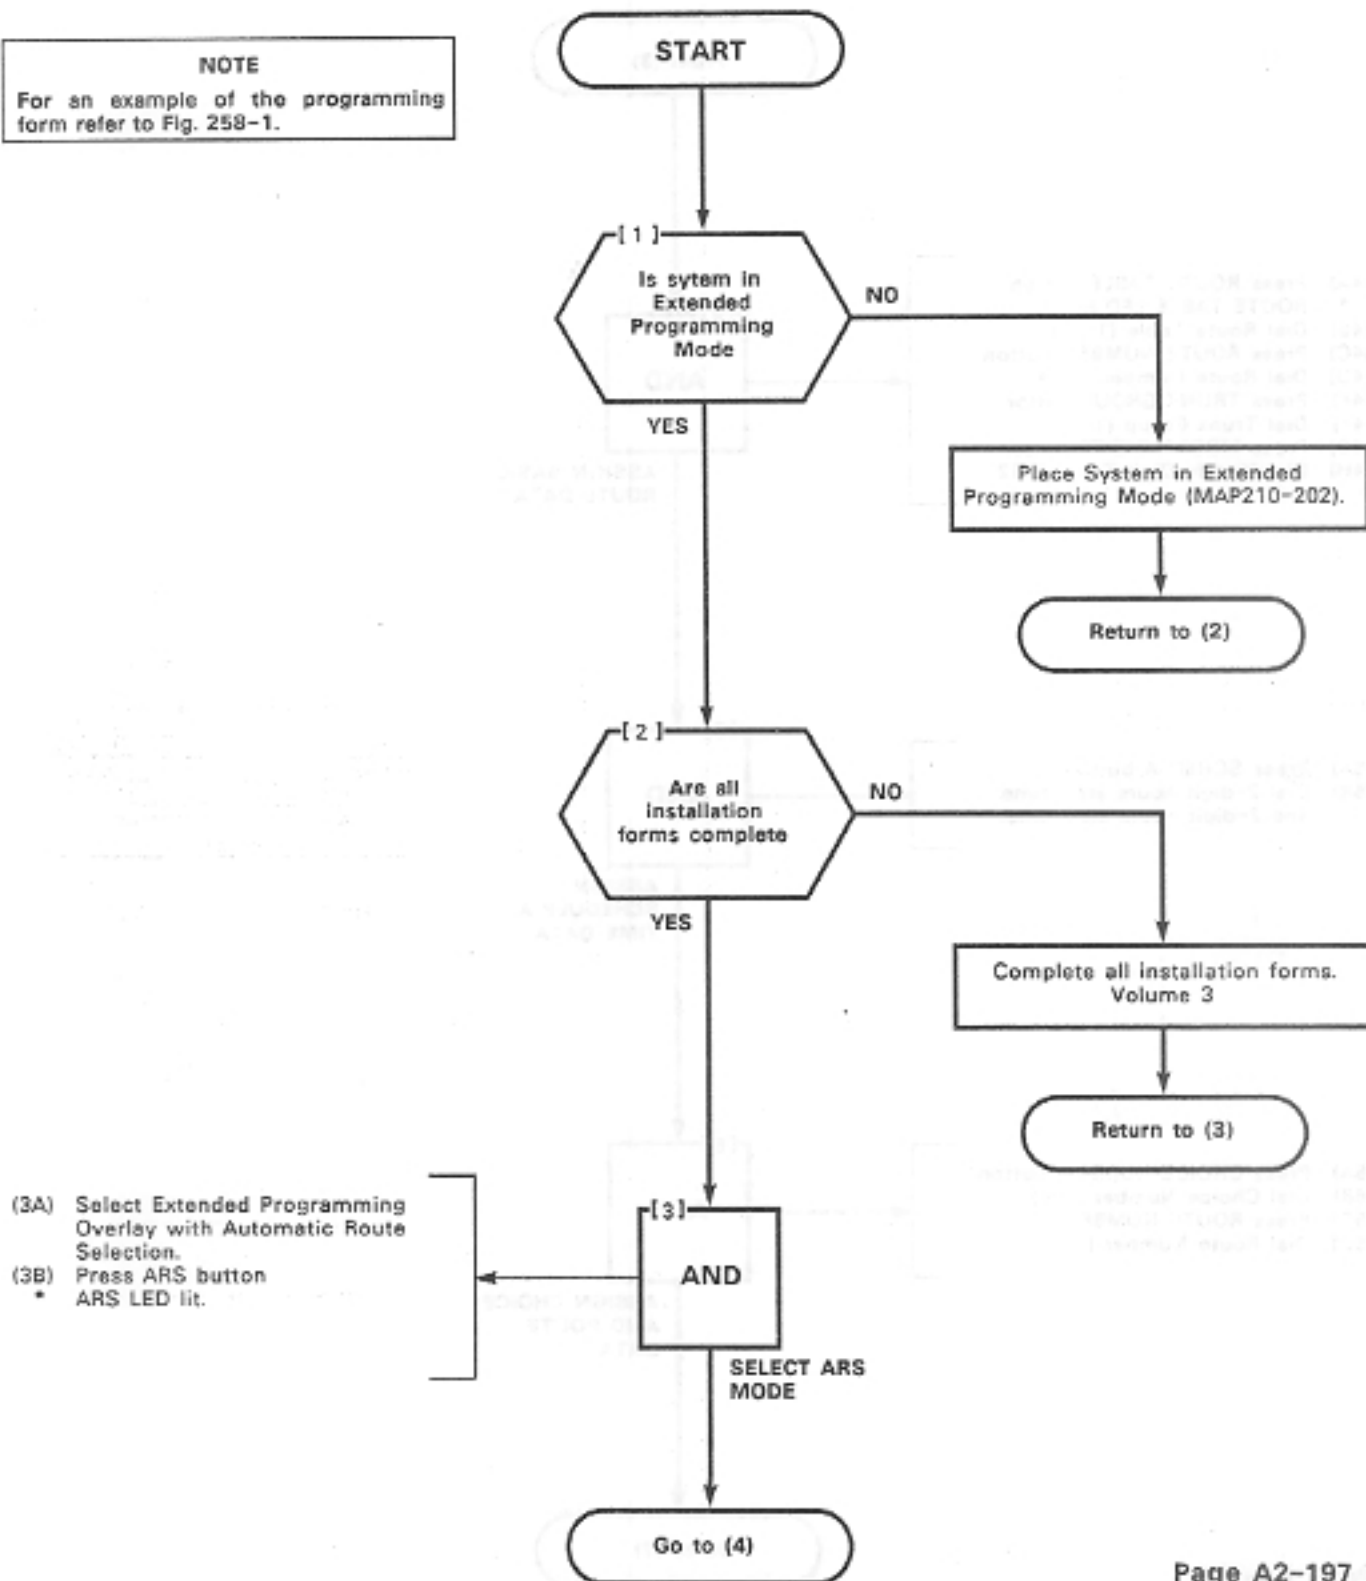 START
NOTE
For an example of the programming
form refer to Fig. 258-1.
[1]
Is sytem in
Extended
Programming
Mode
NO
YES
Place System in Extended
Programming Mode (MAP210-202).
Return to (2)
[2]
Are all
installation
forms complete
NO
YES
Complete all installation forms.
Volume 3
Return to (3)
(3A) Select Extended Programming
Overlay with Automatic Route
Selection.
(3B) Press ARS button
* ARS LED lit.
[3]
AND
SELECT ARS
MODE
Go to (4)
Page A2-197